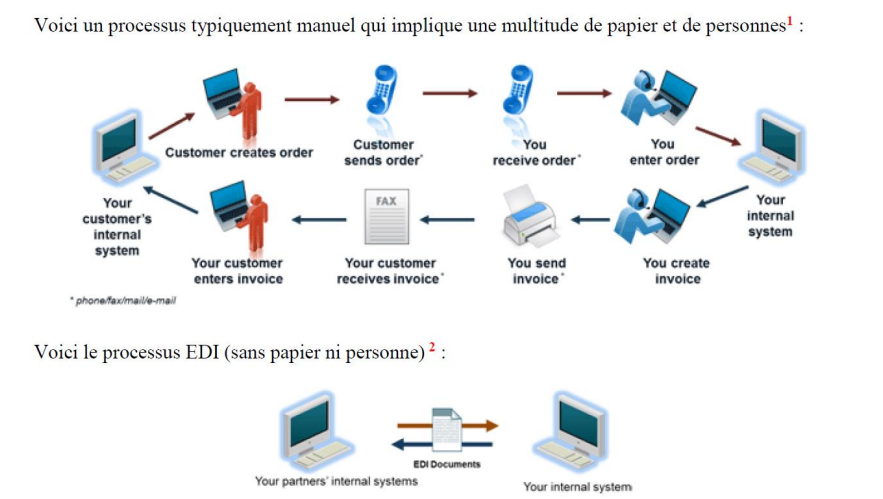 Voici un processus typiquement manuel qui implique une multitude de papier et de personnes1 :
Customer creates order
Customer
sends order*
You
receive order*
You
enter order
Your
customer's
internal
system
Your customer
enters invoice
FAX
Your customer
receives invoice*
You send
invoice*
You create
invoice
Your
internal
system
* phone/fax/mail/e-mail
Voici le processus EDI (sans papier ni personne) 2 :
EDI Documents
Your partners' internal systems
Your internal system